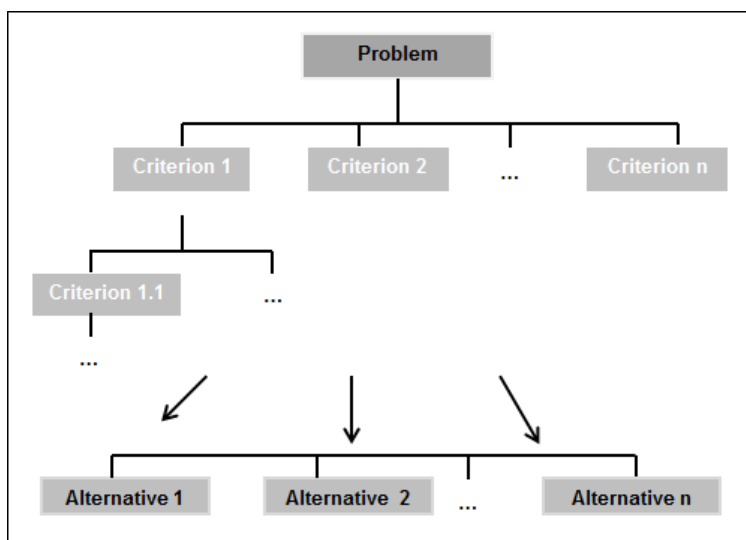 Problem
Criterion 1
Criterion 2
...
Criterion n
Criterion 1.1
...
...
Alternative 1
Alternative 2
...
Alternative n